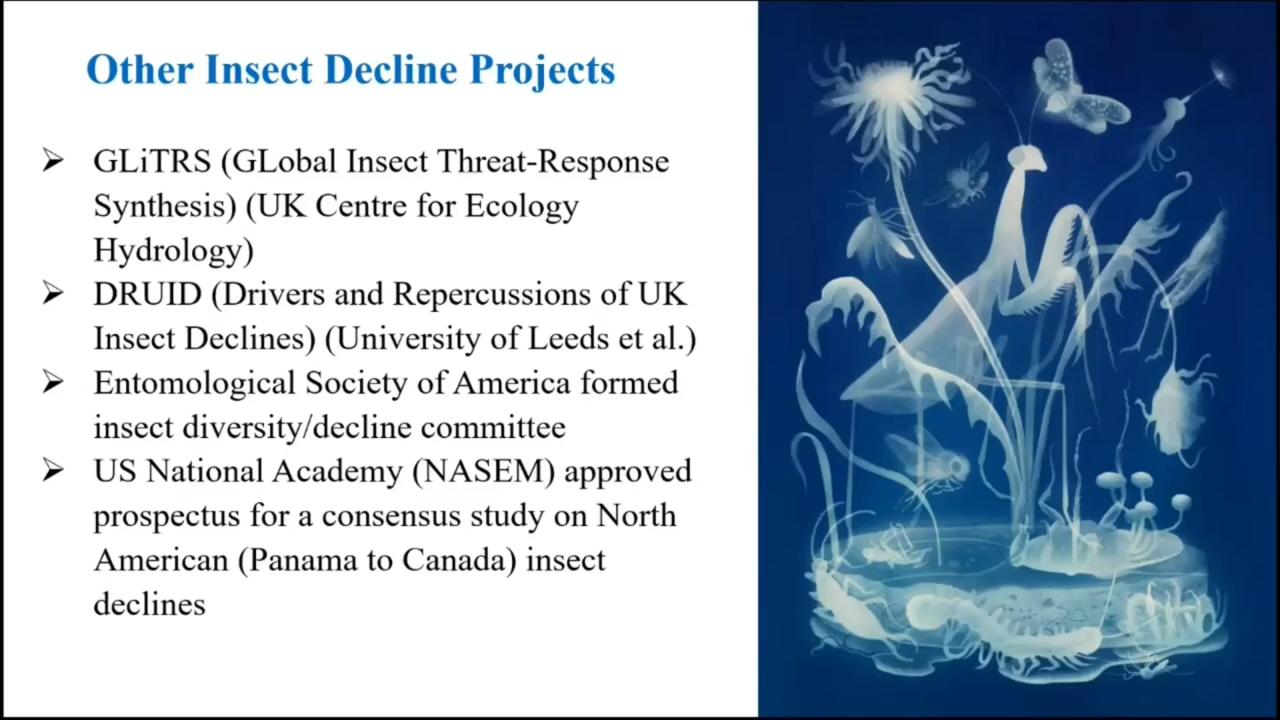 Other Insect Decline Projects
➢ GLiTRS (GLobal Insect Threat-Response
Synthesis) (UK Centre for Ecology
Hydrology)
➢ DRUID (Drivers and Repercussions of UK
Insect Declines) (University of Leeds et al.)
➢ Entomological Society of America formed
insect diversity/decline committee
➢ US National Academy (NASEM) approved
prospectus for a consensus study on North
American (Panama to Canada) insect
declines